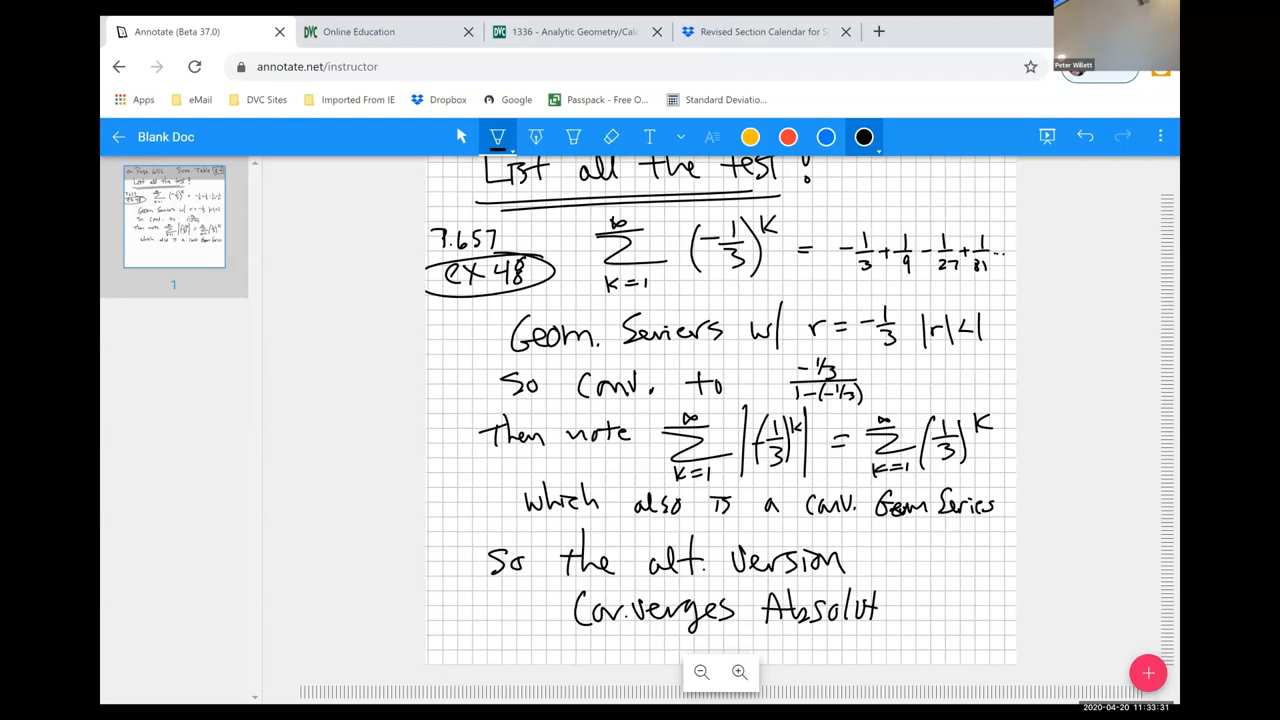 Annotate (Beta 37.0)
Online Education
1336 - Analytic Geometry/Calc
Revised Section Calendar for S
Peter Willett
annotate.net/instructor
Apps
eMail
DVC Sites
Imported From IE
Dropbox
Google
Passpack - Free O...
Standard Deviatio...
Blank Doc
List all the test!
7.657
ex 48
∞ Σ k=1 (-1/3)^k = -1/3 + 1/9 - 1/27 + 1/81 ...
Geom. Seriers w/ r = -1/3 |r|<1
So Conv. to (-1/3)/(1-(-1/3))
Then note ∞ Σ k=1 |(-1/3)^k| = ∞ Σ k=1 (1/3)^k
which also is a conv. Geom Series
So the alt. version
Converges Absolut
1
2020-04-20 11:33:31